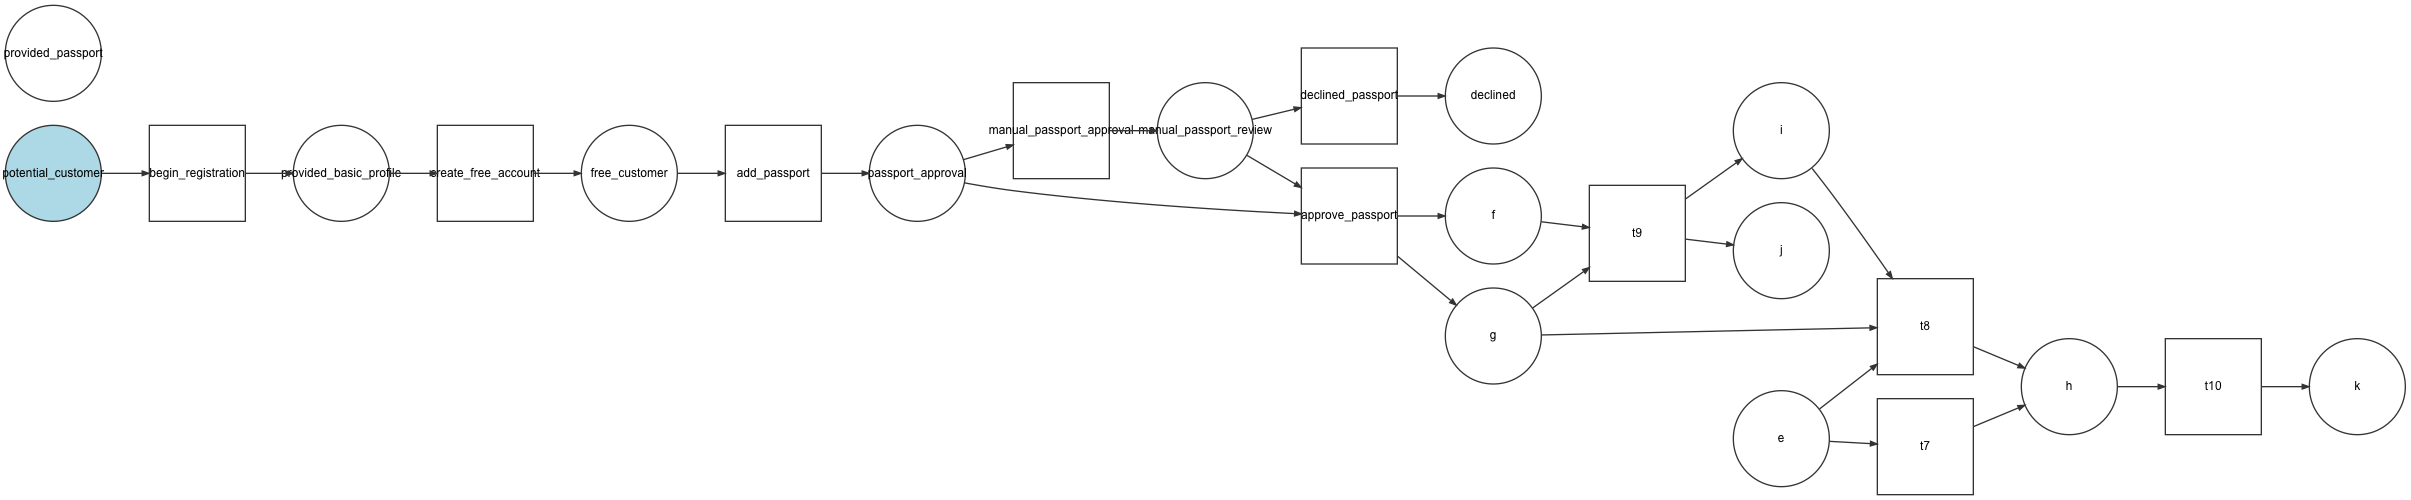 provided_passport
potential_customer
begin_registration
provided_basic_profile
create_free_account
free_customer
add_passport
passport_approval
manual_passport_approval
manual_passport_review
declined_passport
declined
approve_passport
f
g
t9
i
j
t8
e
t7
h
t10
k